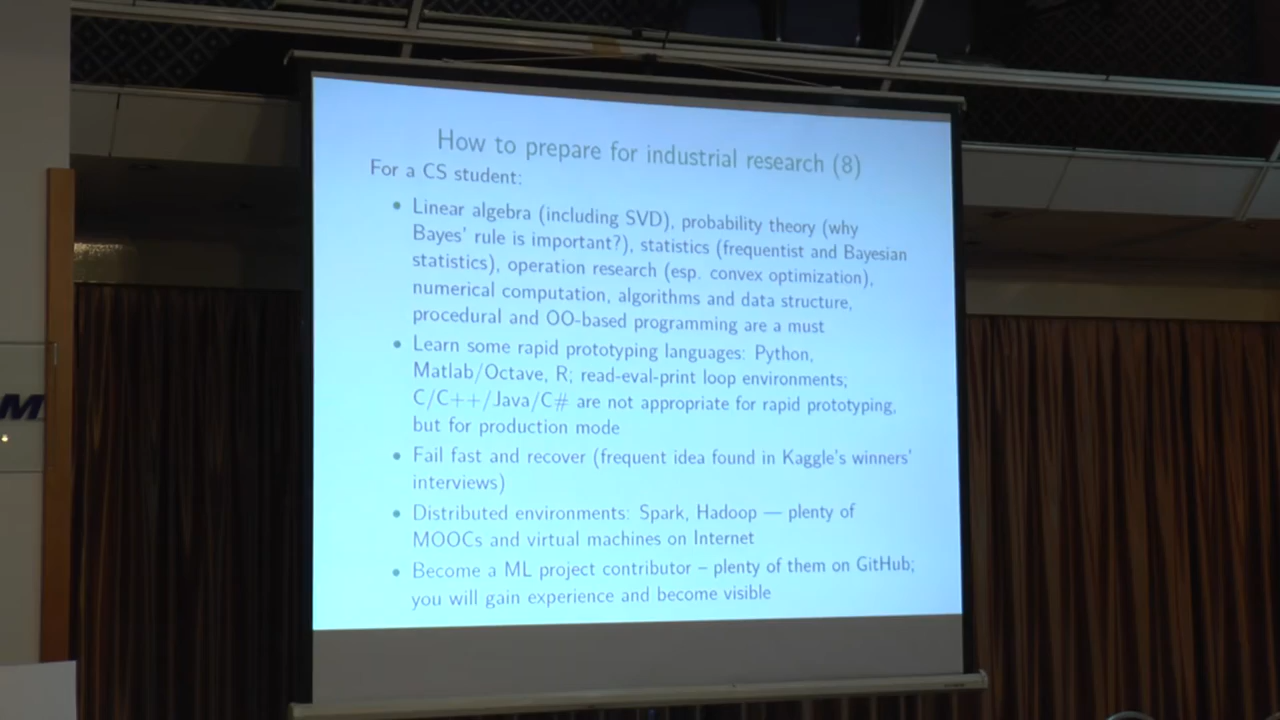 How to prepare for industrial research (8)
For a CS student:
• Linear algebra (including SVD), probability theory (why
Bayes' rule is important?), statistics (frequentist and Bayesian
statistics), operation research (esp. convex optimization),
numerical computation, algorithms and data structure,
procedural and OO-based programming are a must
• Learn some rapid prototyping languages: Python,
Matlab/Octave, R; read-eval-print loop environments;
C/C++/Java/C# are not appropriate for rapid prototyping,
but for production mode
• Fail fast and recover (frequent idea found in Kaggle's winners'
interviews)
• Distributed environments: Spark, Hadoop — plenty of
MOOCs and virtual machines on Internet
• Become a ML project contributor – plenty of them on GitHub;
you will gain experience and become visible